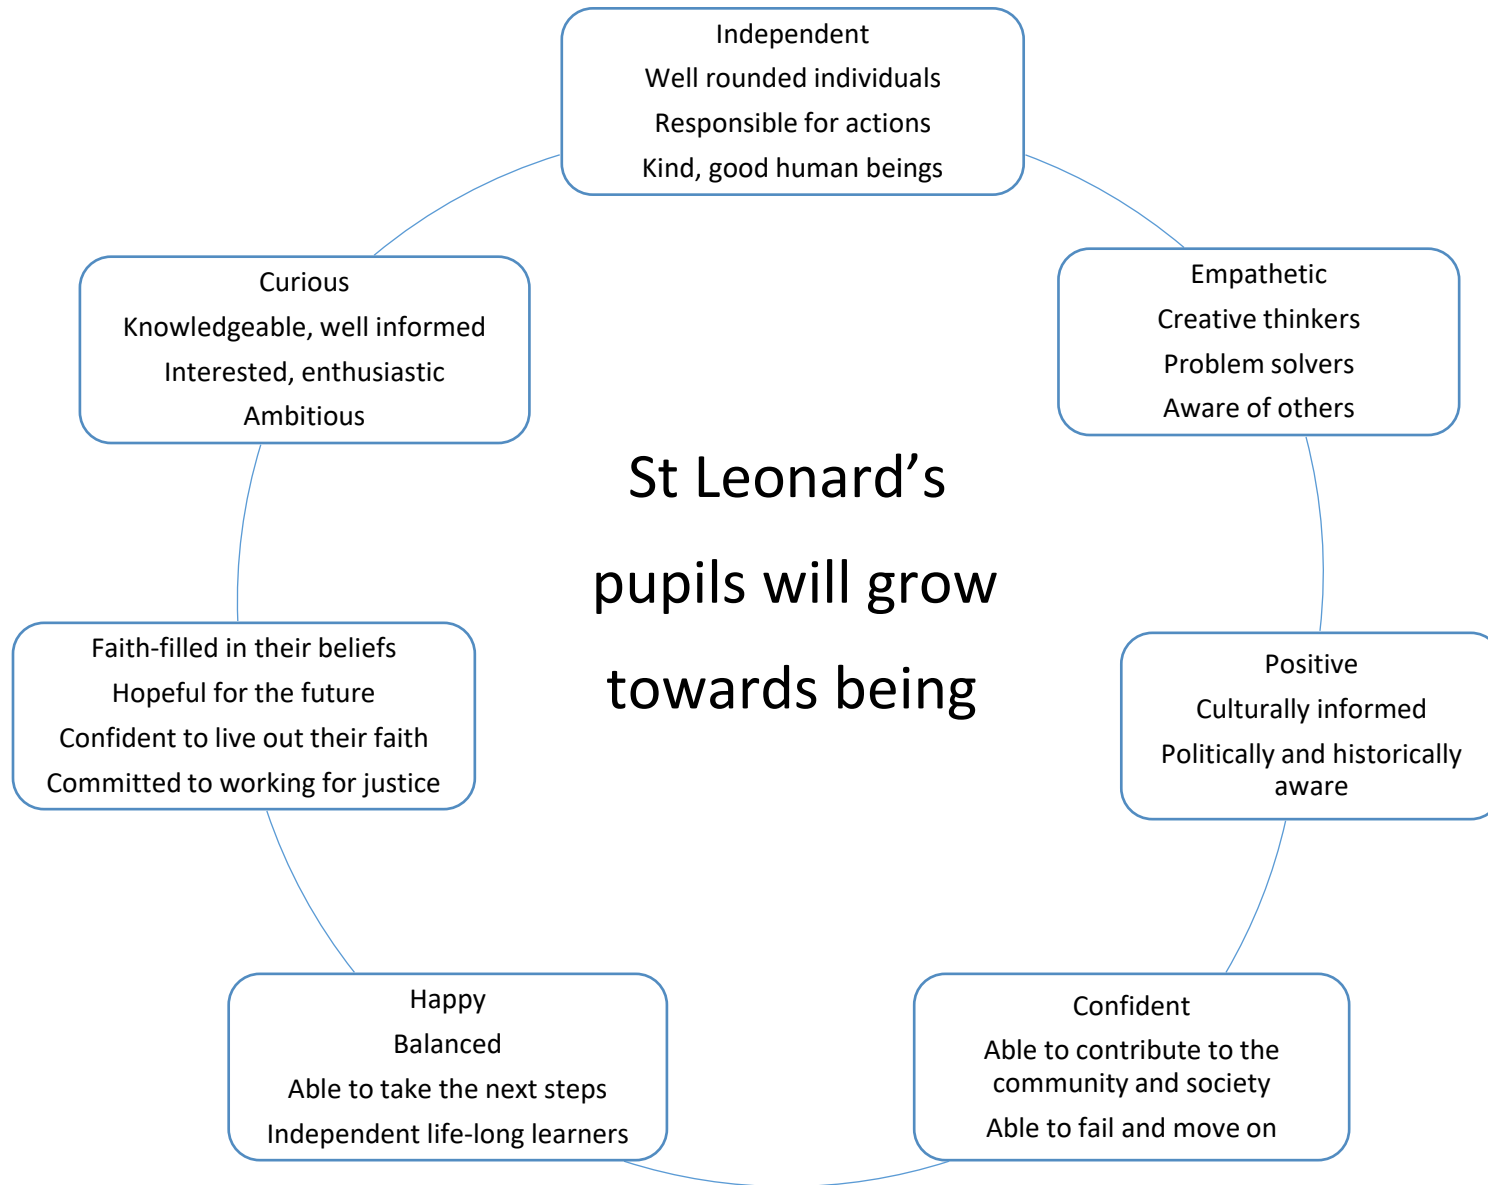 Independent
Well rounded individuals
Responsible for actions
Kind, good human beings
Empathetic
Creative thinkers
Problem solvers
Aware of others
Positive
Culturally informed
Politically and historically
aware
Confident
Able to contribute to the
community and society
Able to fail and move on
Happy
Balanced
Able to take the next steps
Independent life-long learners
Faith-filled in their beliefs
Hopeful for the future
Confident to live out their faith
Committed to working for justice
Curious
Knowledgeable, well informed
Interested, enthusiastic
Ambitious
St Leonard’s
pupils will grow
towards being